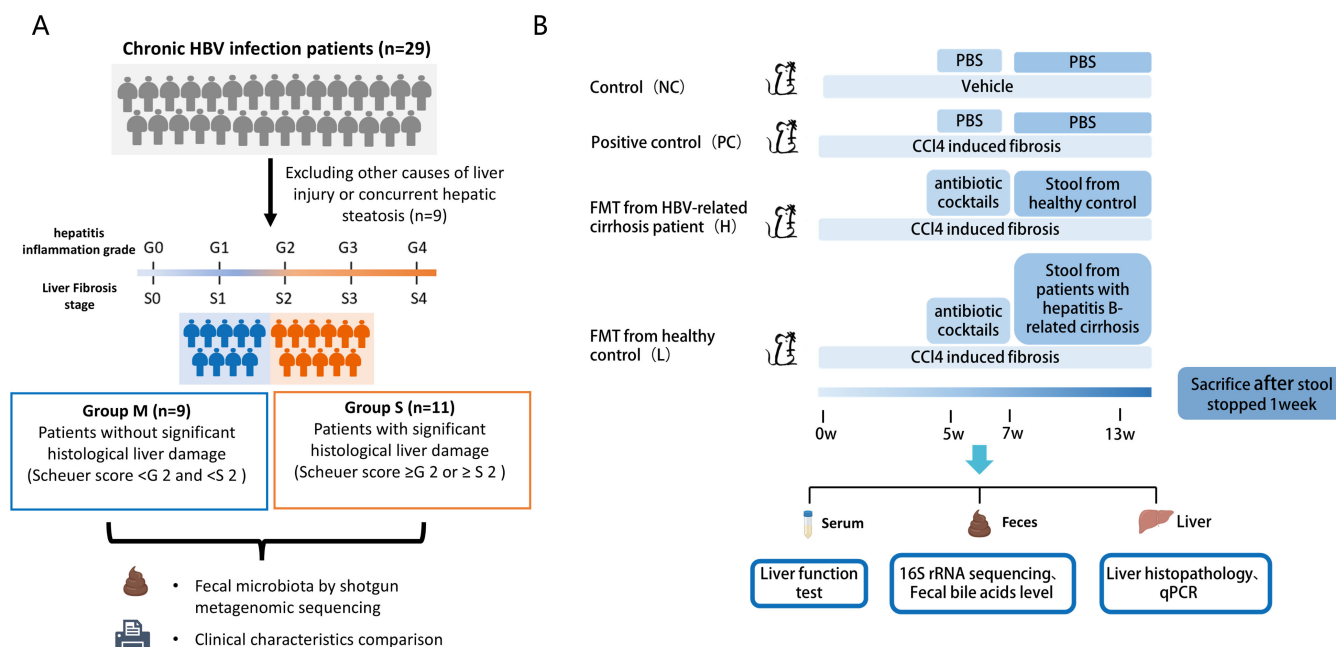 A
Chronic HBV infection patients (n=29)
Excluding other causes of liver
injury or concurrent hepatic
steatosis (n=9)
hepatitis
inflammation grade
G0 G1 G2 G3 G4
Liver Fibrosis
stage
S0 S1 S2 S3 S4
Group M (n=9)
Patients without significant
histological liver damage
(Scheuer score <G 2 and <S 2 )
Group S (n=11)
Patients with significant
histological liver damage
(Scheuer score ≥G 2 or ≥ S 2 )
• Fecal microbiota by shotgun
metagenomic sequencing
• Clinical characteristics comparison
B
Control（NC）
PBS PBS
Vehicle
Positive control（PC）
PBS PBS
CCl4 induced fibrosis
FMT from HBV-related
cirrhosis patient（H）
antibiotic
cocktails
Stool from
healthy control
CCl4 induced fibrosis
FMT from healthy
control（L）
antibiotic
cocktails
Stool from
patients with
hepatitis B-
related cirrhosis
CCl4 induced fibrosis
Sacrifice after stool
stopped 1week
0w 5w 7w 13w
Serum
Feces
Liver
Liver function
test
16S rRNA sequencing、
Fecal bile acids level
Liver histopathology、
qPCR